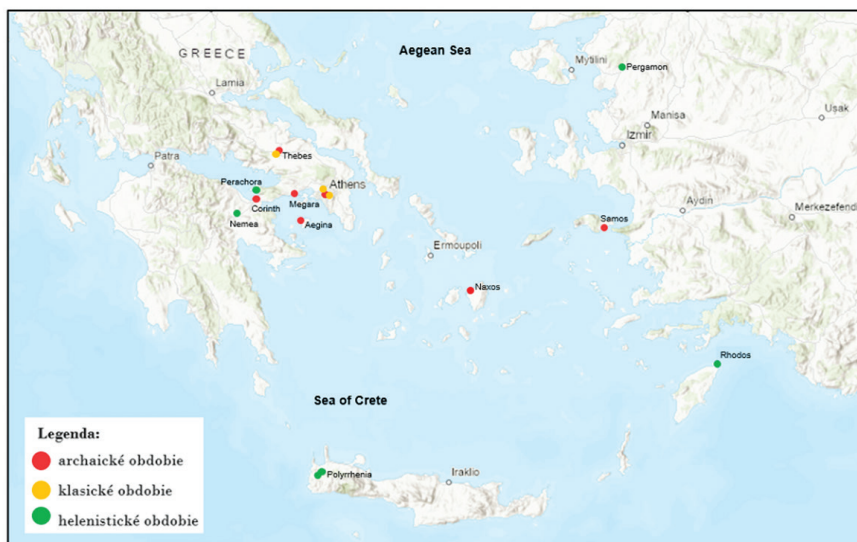 Aegean Sea
GREECE
Mytilini
Pergamon
Lamia
Usak
Manisa
Izmir
Thebes
Patra
Perachora
Athens
Megara
Corinth
Nemea
Aegina
Samos
Aydin
Merkezefendi
Ermoupoli
Naxos
Rhodos
Sea of Crete
Polyrrhenia
Iraklio
Legenda:
archaické obdobie
klasické obdobie
helenistické obdobie